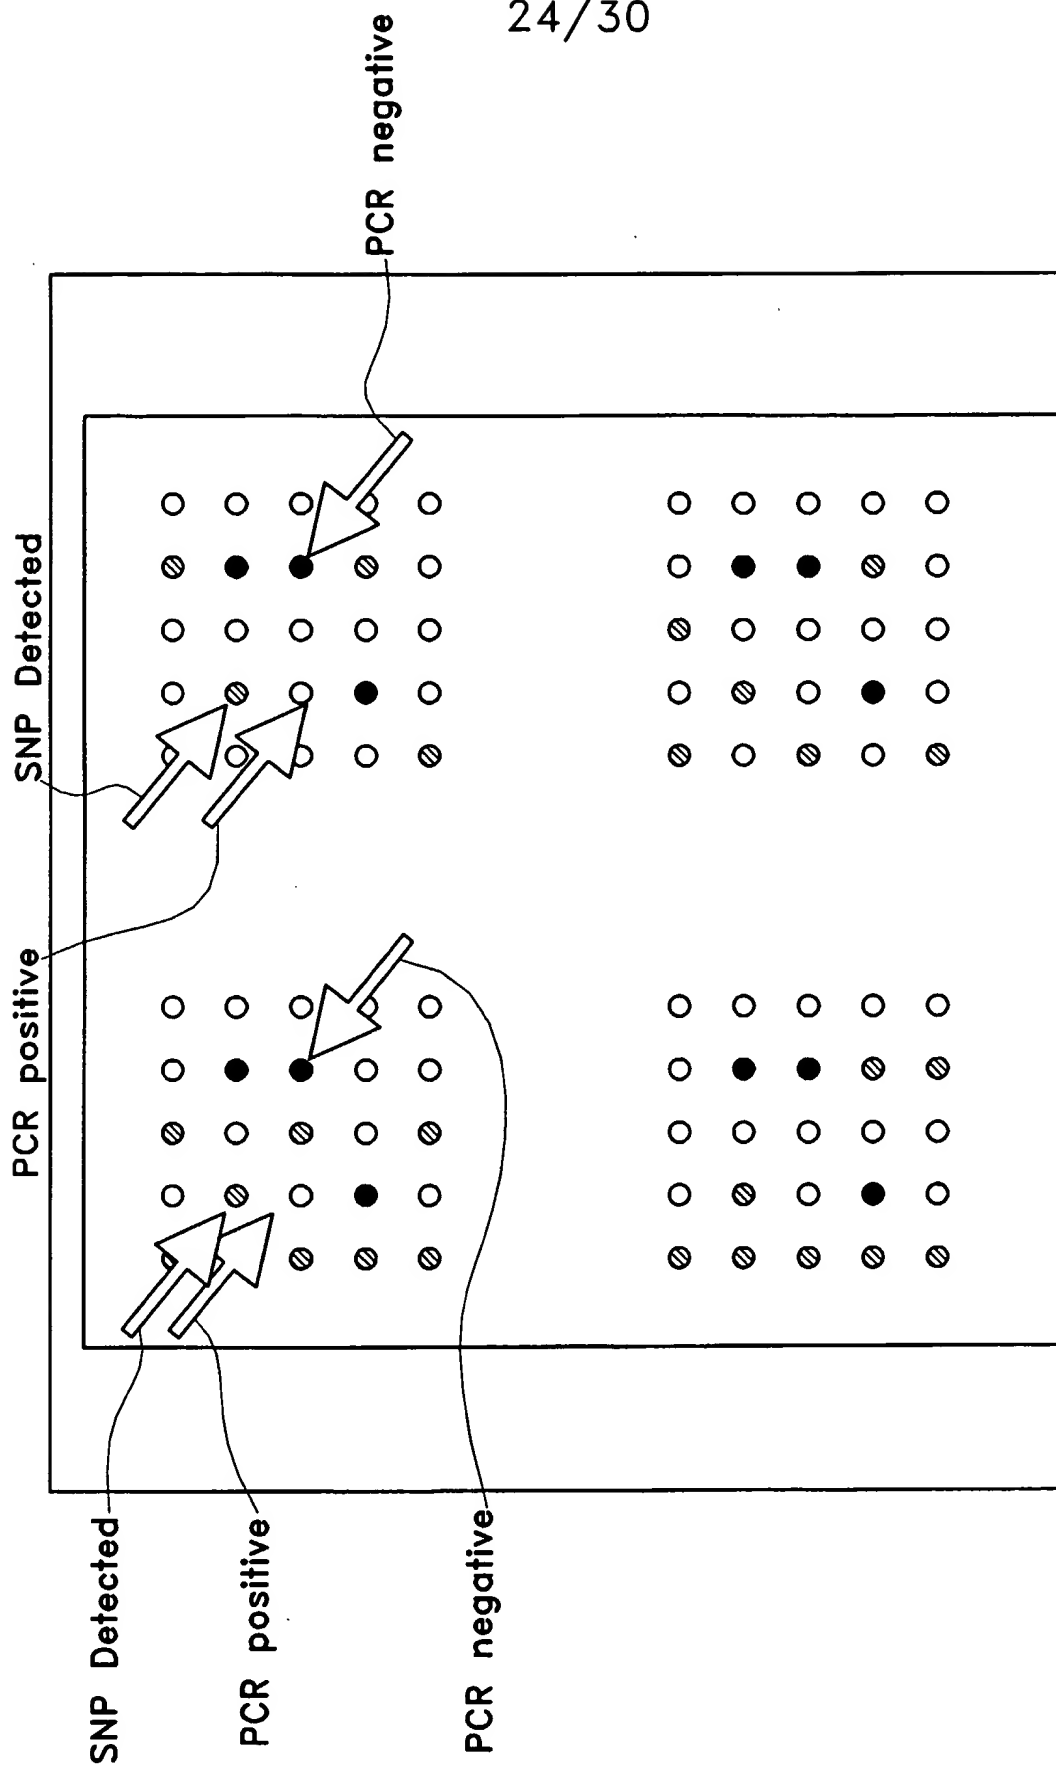 24/30
PCR negative
SNP Detected
PCR positive
SNP Detected
PCR positive
PCR negative